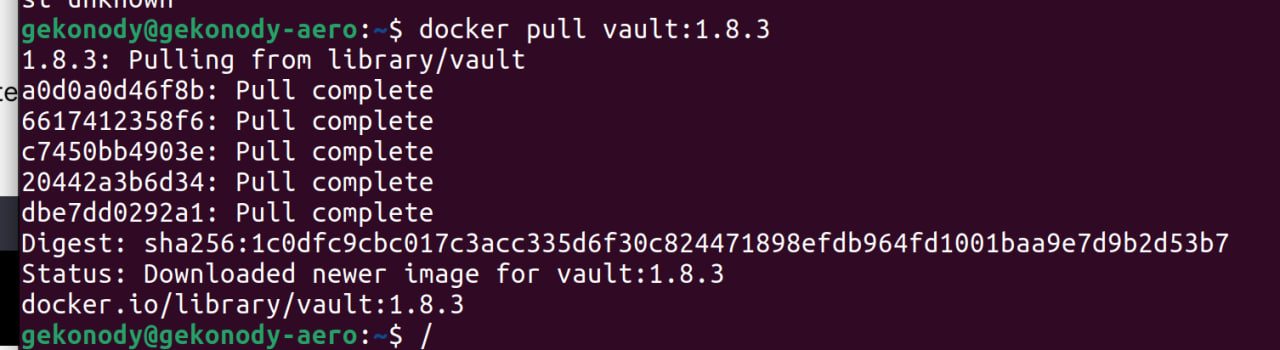 st unknown
gekonody@gekonody-aero:~$ docker pull vault:1.8.3
1.8.3: Pulling from library/vault
a0d0a0d46f8b: Pull complete
6617412358f6: Pull complete
c7450bb4903e: Pull complete
20442a3b6d34: Pull complete
dbe7dd0292a1: Pull complete
Digest: sha256:1c0dfc9cbc017c3acc335d6f30c824471898efdb964fd1001baa9e7d9b2d53b7
Status: Downloaded newer image for vault:1.8.3
docker.io/library/vault:1.8.3
gekonody@gekonody-aero:~$ /